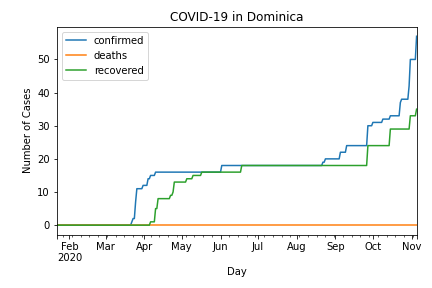 COVID-19 in Dominica
confirmed
deaths
recovered
Number of Cases
50
40
30
20
10
0
Feb Mar Apr May Jun Jul Aug Sep Oct Nov
2020
Day